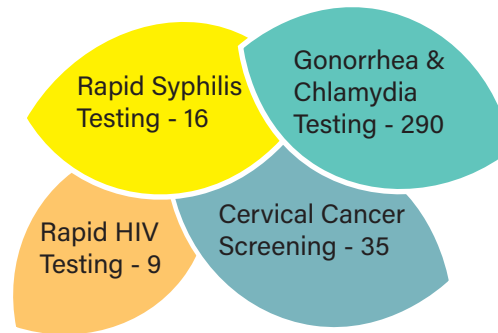 Rapid Syphilis
Testing - 16
Gonorrhea &
Chlamydia
Testing - 290
Rapid HIV
Testing - 9
Cervical Cancer
Screening - 35